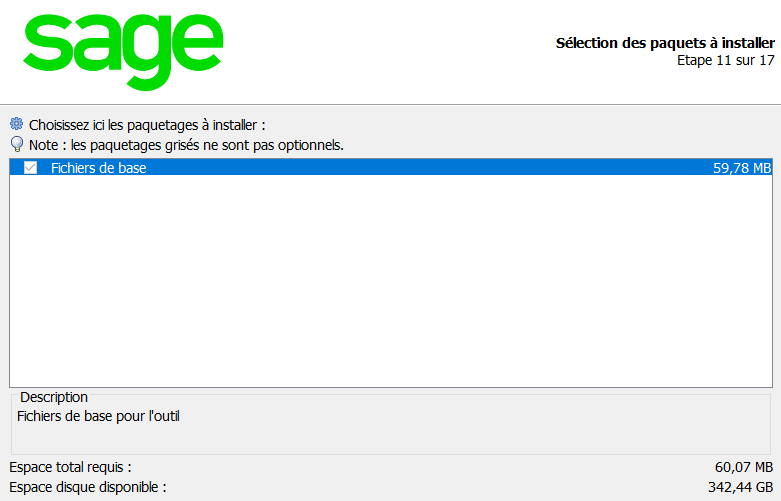 sage
Sélection des paquets à installer
Etape 11 sur 17
Choisissez ici les paquetages à installer :
Note : les paquetages grisés ne sont pas optionnels.
Fichiers de base 59,78 MB
Description
Fichiers de base pour l'outil
Espace total requis : 60,07 MB
Espace disque disponible : 342,44 GB